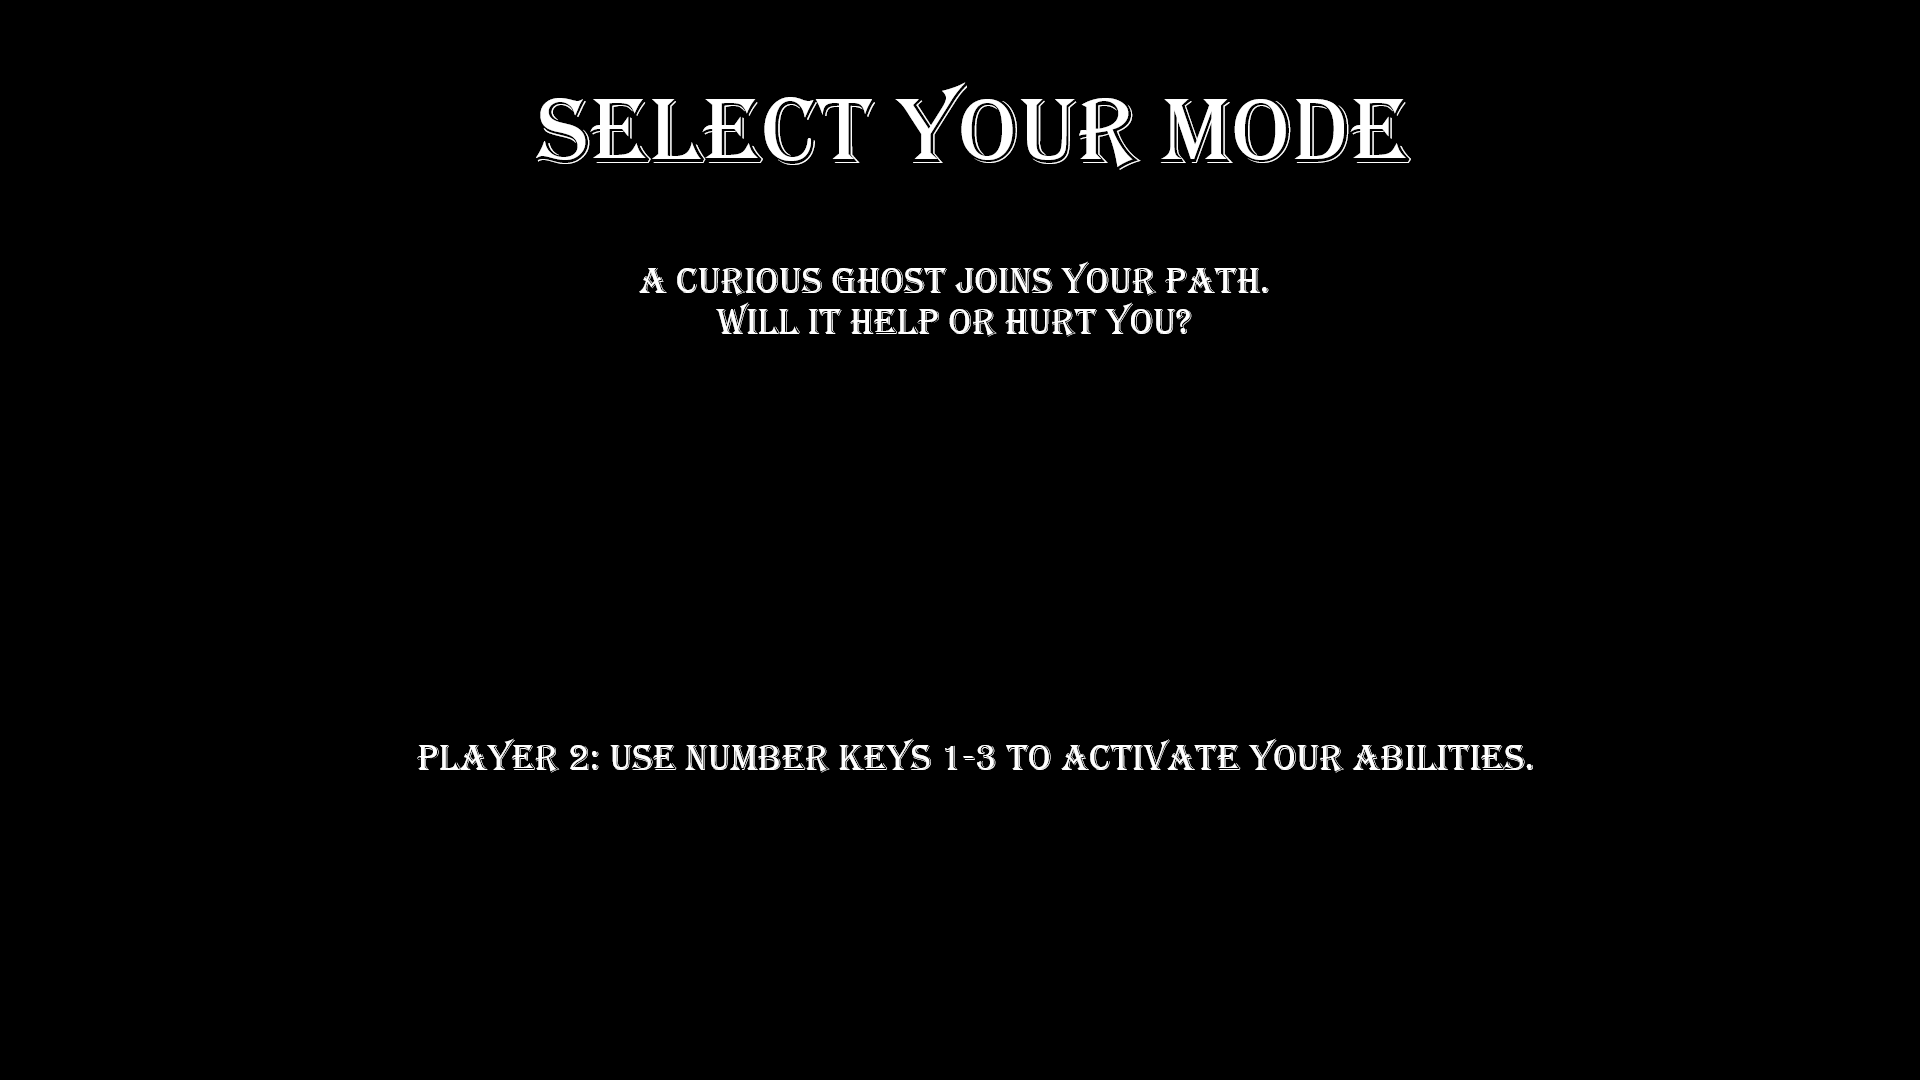 SELECT YOUR MODE
A CURIOUS GHOST JOINS YOUR PATH.
WILL IT HELP OR HURT YOU?
PLAYER 2: USE NUMBER KEYS 1-3 TO ACTIVATE YOUR ABILITIES.